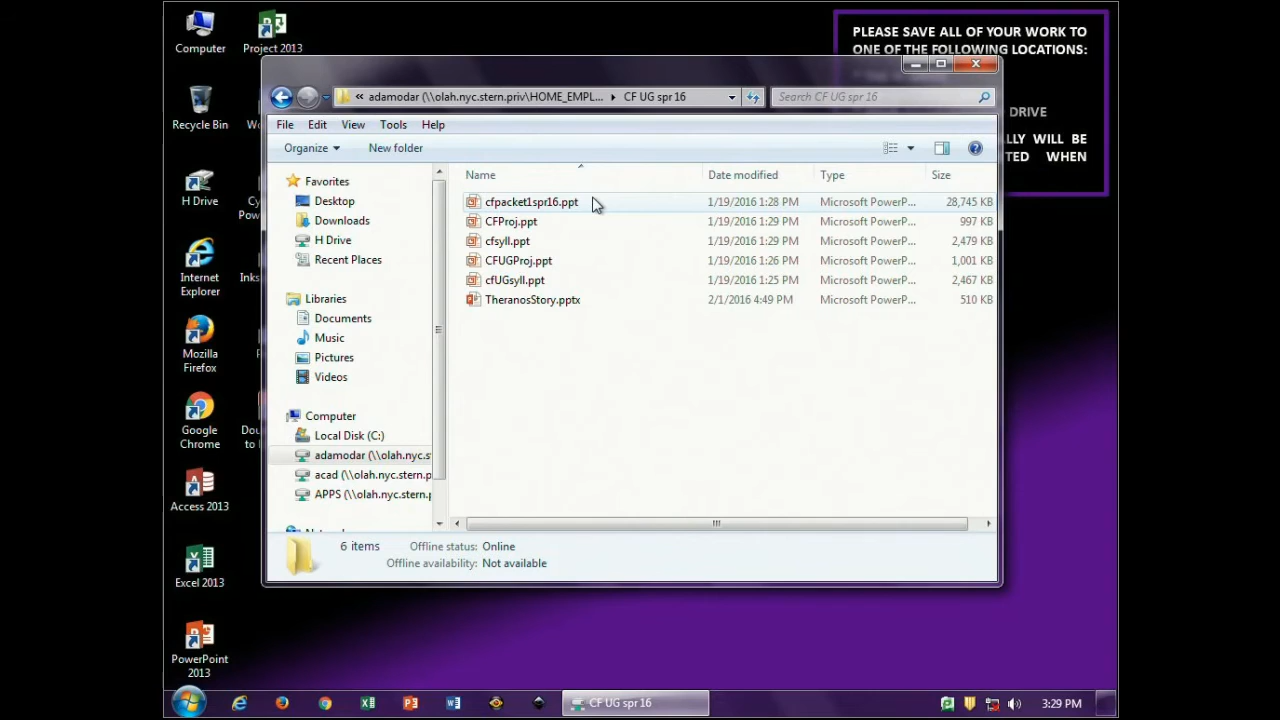 Computer
Project 2013
PLEASE SAVE ALL OF YOUR WORK TO
ONE OF THE FOLLOWING LOCATIONS:
DRIVE
BE
WHEN
« adamodar (\\olah.nyc.stern.priv\HOME_EMPL... ▸ CF UG spr 16
Search CF UG spr 16
File Edit View Tools Help
Organize New folder
Recycle Bin
H Drive
Internet
Explorer
Mozilla
Firefox
Google
Chrome
Access 2013
Excel 2013
PowerPoint
2013
Favorites
Desktop
Downloads
H Drive
Recent Places
Libraries
Documents
Music
Pictures
Videos
Computer
Local Disk (C:)
adamodar (\\olah.nyc.s
acad (\\olah.nyc.stern.p
APPS (\\olah.nyc.stern.
Name Date modified Type Size
cfpacket1spr16.ppt 1/19/2016 1:28 PM Microsoft PowerP... 28,745 KB
CFProj.ppt 1/19/2016 1:29 PM Microsoft PowerP... 997 KB
cfsyll.ppt 1/19/2016 1:29 PM Microsoft PowerP... 2,479 KB
CFUGProj.ppt 1/19/2016 1:26 PM Microsoft PowerP... 1,001 KB
cfUGsyll.ppt 1/19/2016 1:25 PM Microsoft PowerP... 2,467 KB
TheranosStory.pptx 2/1/2016 4:49 PM Microsoft PowerP... 510 KB
6 items Offline status: Online
Offline availability: Not available
CF UG spr 16
3:29 PM